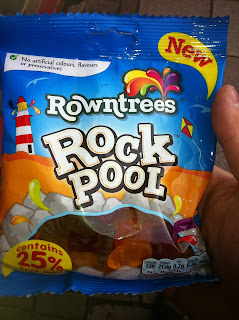 No artificial colours, flavours
or preservatives
New
Rowntrees
Rock
Pool
contains
25%